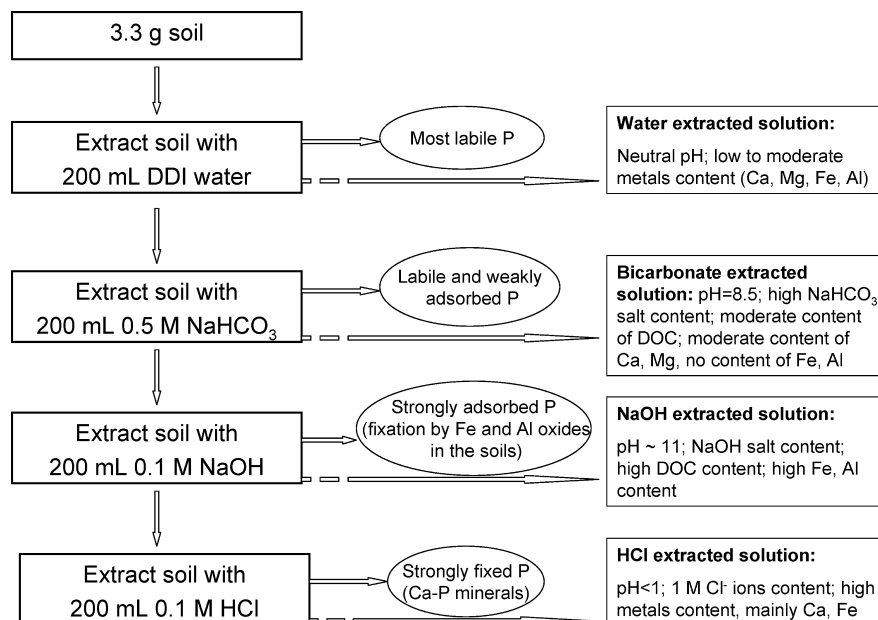 3.3 g soil
Extract soil with
200 mL DDI water
Most labile P
Water extracted solution:
Neutral pH; low to moderate
metals content (Ca, Mg, Fe, Al)
Extract soil with
200 mL 0.5 M NaHCO₃
Labile and weakly
adsorbed P
Bicarbonate extracted
solution: pH=8.5; high NaHCO₃
salt content; moderate content
of DOC; moderate content of
Ca, Mg, no content of Fe, Al
Extract soil with
200 mL 0.1 M NaOH
Strongly adsorbed P
(fixation by Fe and Al oxides
in the soils)
NaOH extracted solution:
pH ~ 11; NaOH salt content;
high DOC content; high Fe, Al
content
Extract soil with
200 mL 0.1 M HCl
Strongly fixed P
(Ca-P minerals)
HCl extracted solution:
pH<1; 1 M Cl⁻ ions content; high
metals content, mainly Ca, Fe